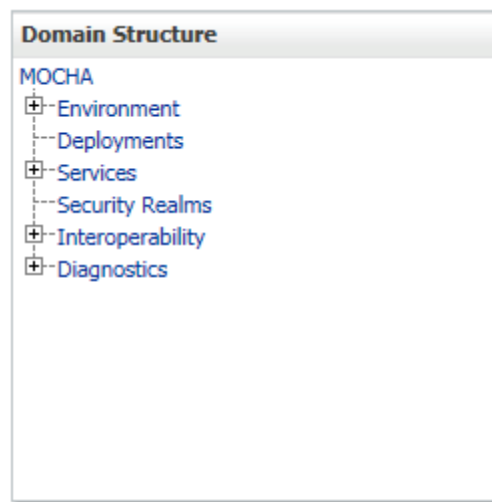 Domain Structure
MOCHA
Environment
Deployments
Services
Security Realms
Interoperability
Diagnostics